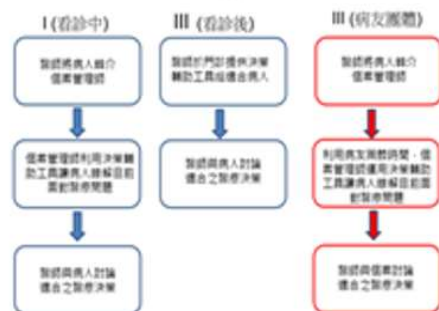 I (看診中)
醫師將病人轉介
個案管理師
個案管理師利用決策輔
助工具讓病人瞭解目前
面對醫療問題
醫師與病人討論
適合之醫療決策
III (看診後)
醫師於門診提供決策
輔助工具給適合病人
醫師與病人討論
適合之醫療決策
III (病友團體)
醫師將病人轉介
個案管理師
利用病友團體時間，個
案管理師運用決策輔助
工具讓病人瞭解目前面
對醫療問題
醫師與個案討論
適合之醫療決策